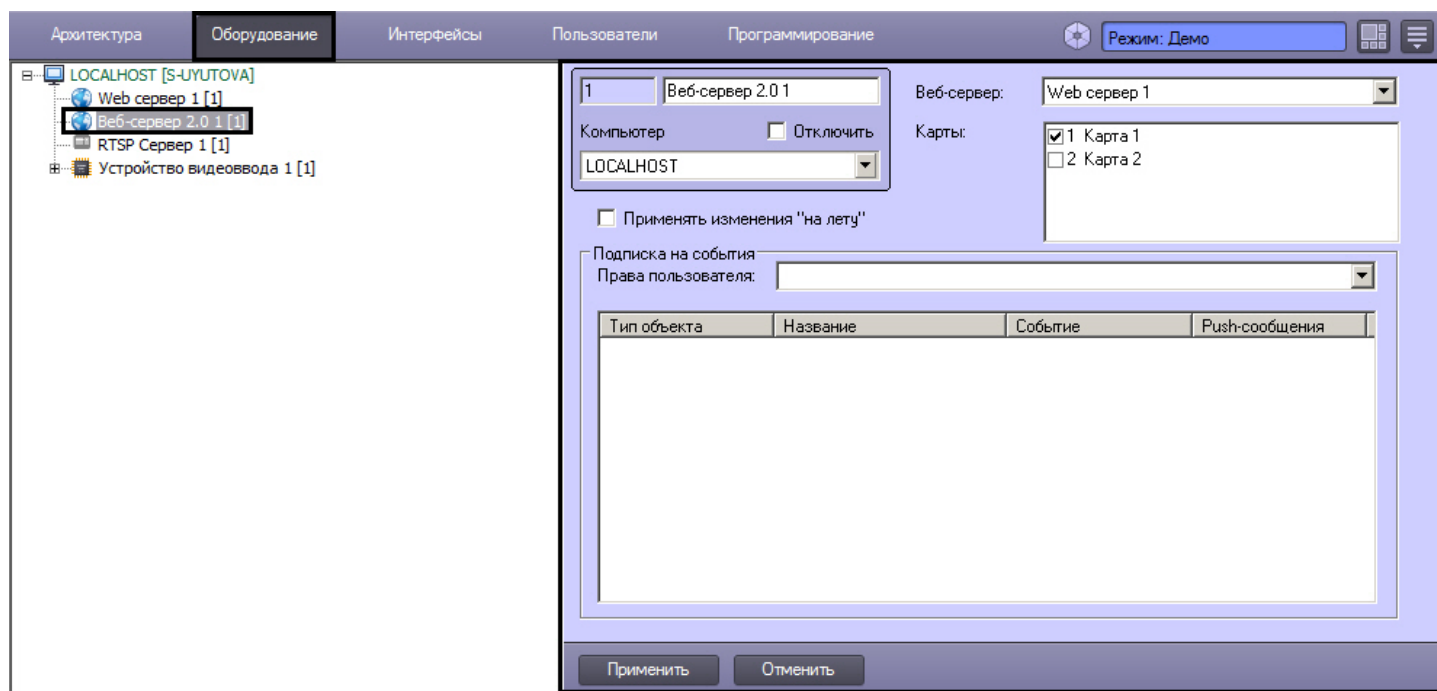 Архитектура Оборудование Интерфейсы Пользователи Программирование Режим: Демо
LOCALHOST [S-UYUTOVA]
Web сервер 1 [1]
Веб-сервер 2.0 1 [1]
RTSP Сервер 1 [1]
Устройство видеоввода 1 [1]
1 Веб-сервер 2.0 1 Веб-сервер: Web сервер 1
Компьютер Отключить Карты: 1 Карта 1
LOCALHOST 2 Карта 2
Применять изменения "на лету"
Подписка на события
Права пользователя:
Тип объекта Название Событие Push-сообщения
Применить Отменить